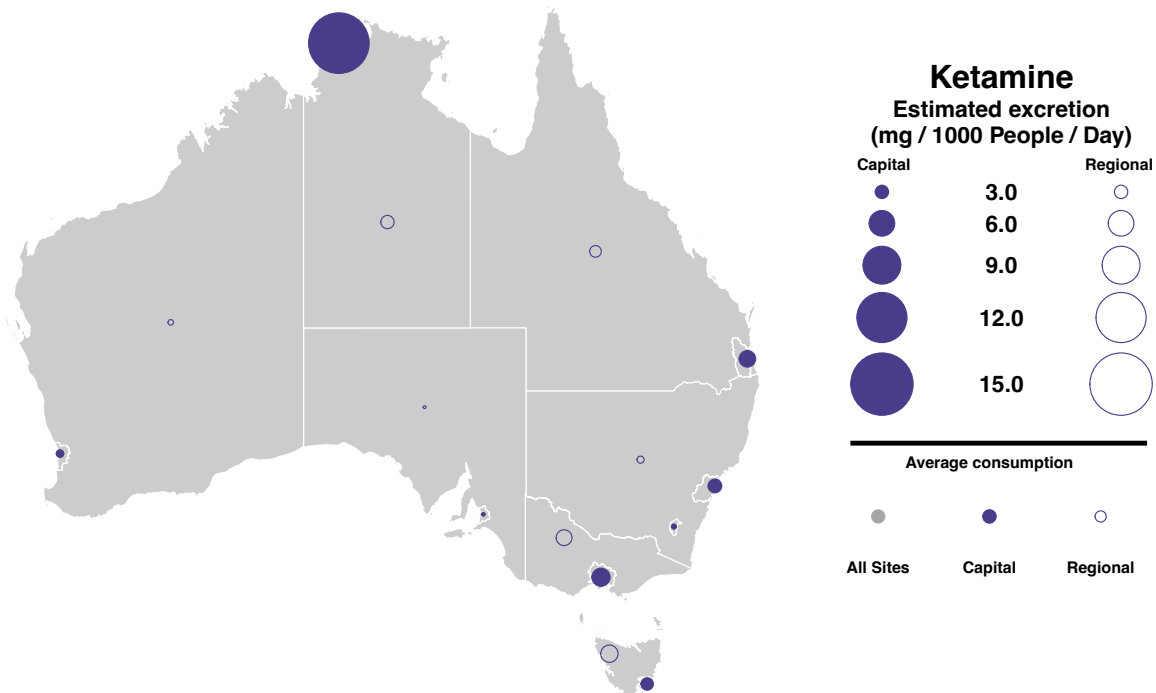 Ketamine
Estimated excretion
(mg / 1000 People / Day)
Capital
Regional
3.0
6.0
9.0
12.0
15.0
Average consumption
All Sites
Capital
Regional